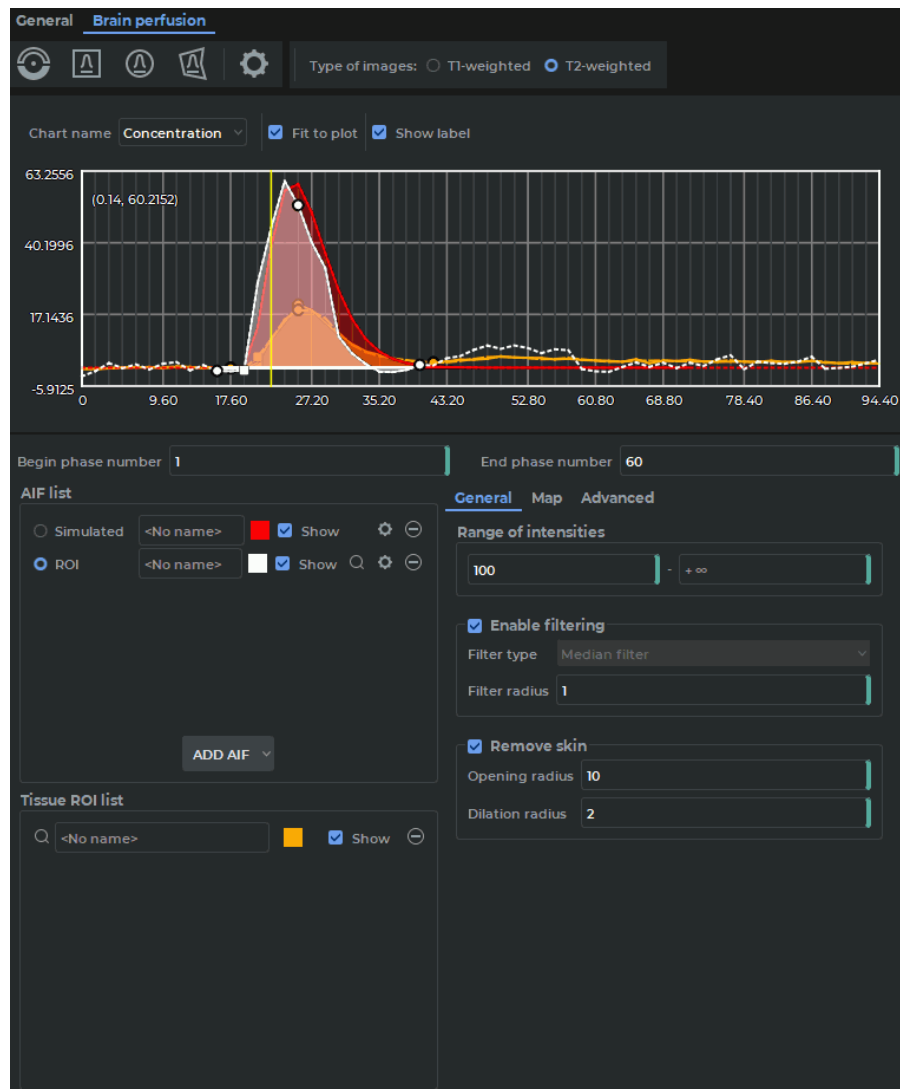 General Brain perfusion
Type of images: T1-weighted T2-weighted
Chart name Concentration Fit to plot Show label
63.2556
(0.14, 60.2152)
40.1996
17.1436
-5.9125
0 9.60 17.60 27.20 35.20 43.20 52.80 60.80 68.80 78.40 86.40 94.40
Begin phase number 1 End phase number 60
AIF list
General Map Advanced
Simulated <No name> Show
Range of intensities
ROI <No name> Show
100 - +∞
Enable filtering
Filter type Median filter
Filter radius 1
ADD AIF
Remove skin
Opening radius 10
Tissue ROI list
Dilation radius 2
<No name> Show